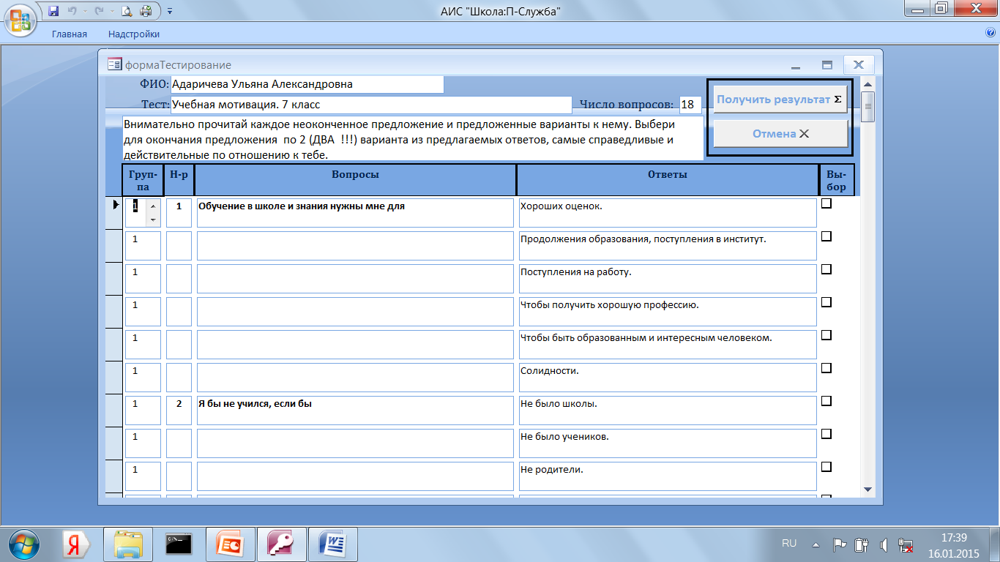 АИС "Школа:П-Служба"
Главная Надстройки
формаТестирование
ФИО: Адаричева Ульяна Александровна
Тест: Учебная мотивация. 7 класс Число вопросов: 18
Получить результат Σ
Отмена X
Внимательно прочитай каждое неоконченное предложение и предложенные варианты к нему. Выбери
для окончания предложения по 2 (ДВА !!!) варианта из предлагаемых ответов, самые справедливые и
действительные по отношению к тебе.
Груп-
па
Н-р
Вопросы
Ответы
Вы-
бор
1 1 Обучение в школе и знания нужны мне для Хороших оценок.
1 Продолжения образования, поступления в институт.
1 Поступления на работу.
1 Чтобы получить хорошую профессию.
1 Чтобы быть образованным и интересным человеком.
1 Солидности.
1 2 Я бы не учился, если бы Не было школы.
1 Не было учеников.
1 Не родители.
Я
C:\
RU
17:39
16.01.2015